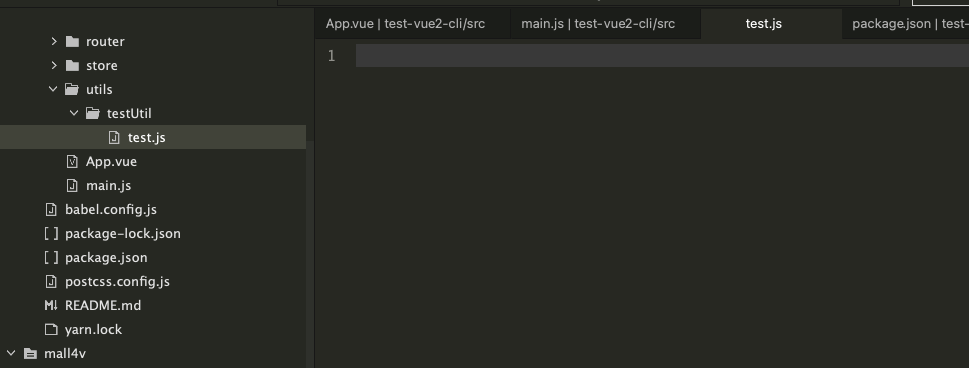 App.vue | test-vue2-cli/src
main.js | test-vue2-cli/src
test.js
package.json | test-
router
store
utils
testUtil
test.js
App.vue
main.js
babel.config.js
[ ] package-lock.json
[ ] package.json
postcss.config.js
M↓ README.md
yarn.lock
mall4v
1